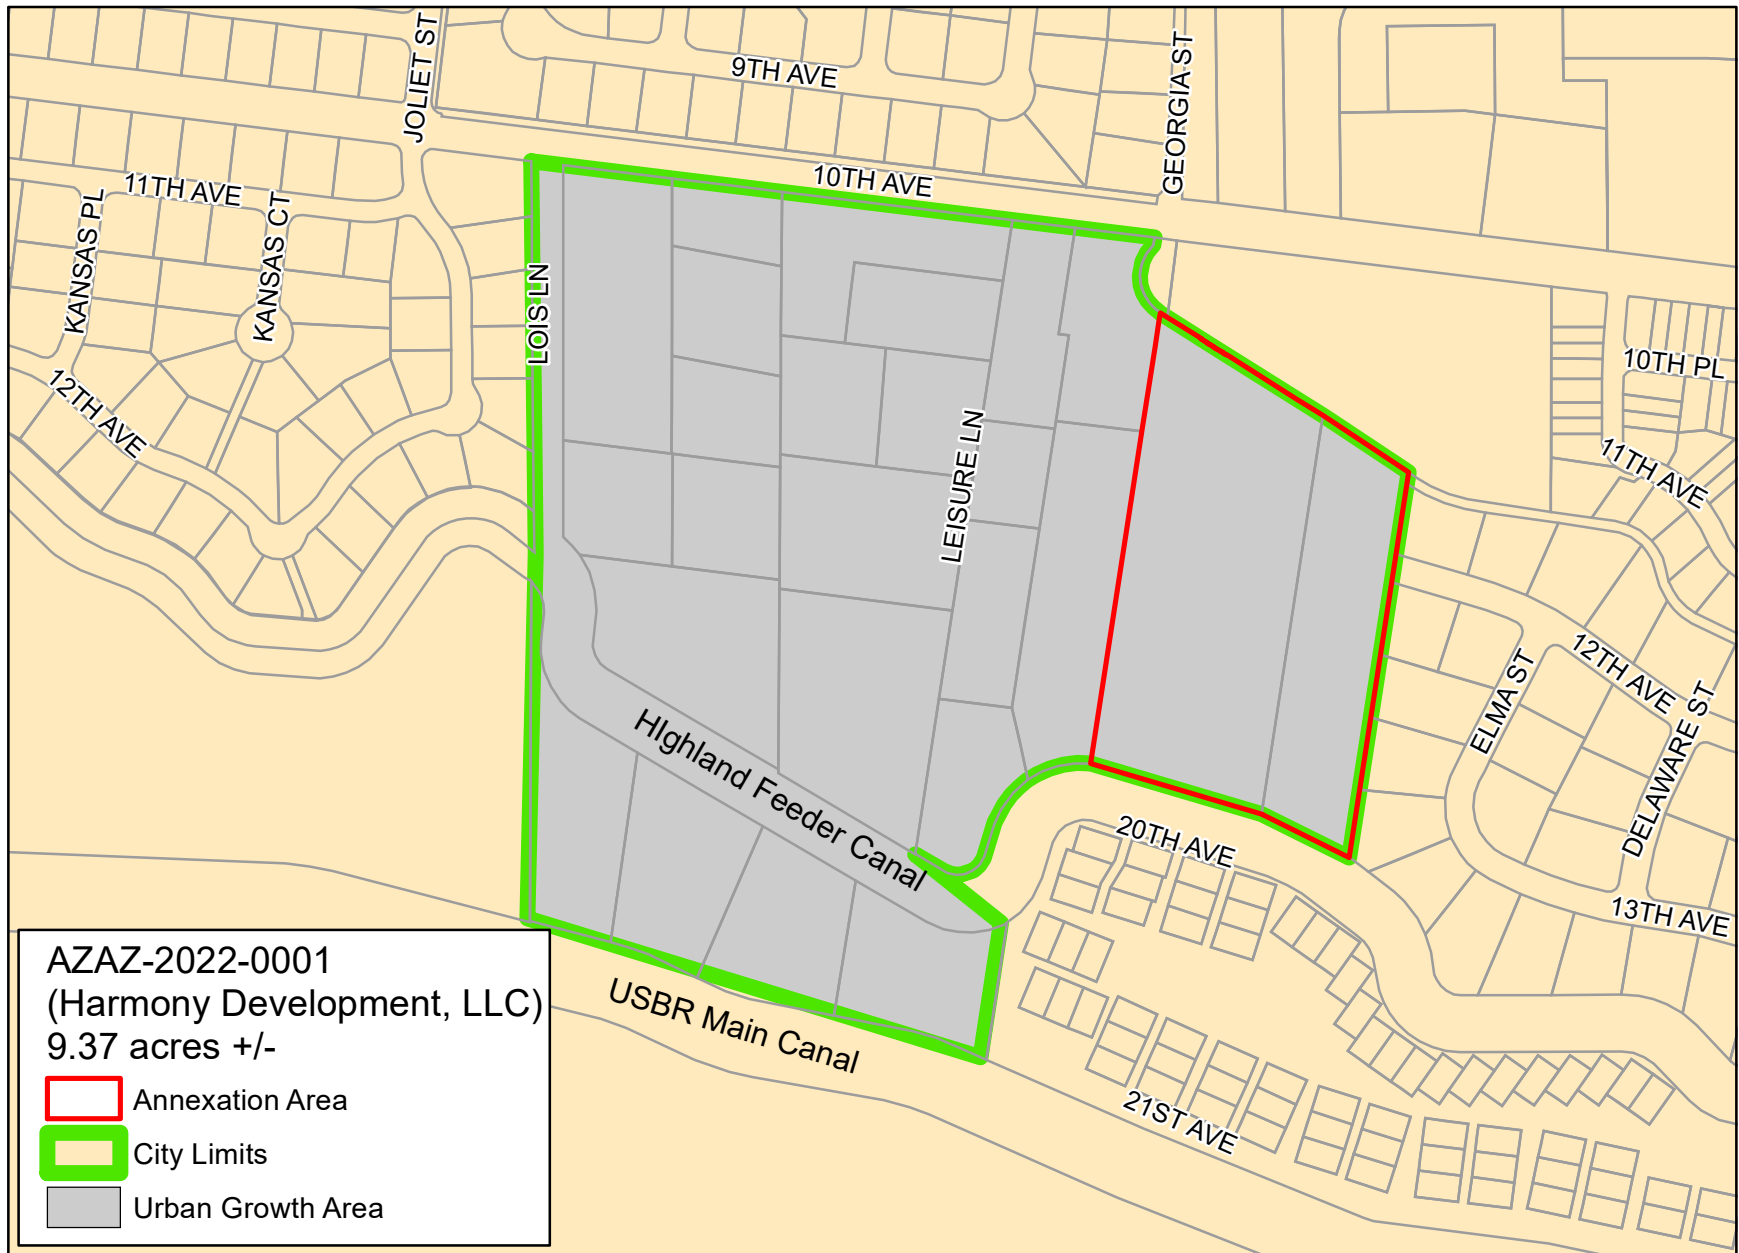 JOLIET ST
9TH AVE
GEORGIA ST
10TH AVE
11TH AVE
KANSAS PL
KANSAS CT
LOIS LN
12TH AVE
LEISURE LN
10TH PL
11TH AVE
12TH AVE
ELMA ST
DELAWARE ST
HIghland Feeder Canal
20TH AVE
13TH AVE
USBR Main Canal
21ST AVE
AZAZ-2022-0001
(Harmony Development, LLC)
9.37 acres +/-
Annexation Area
City Limits
Urban Growth Area